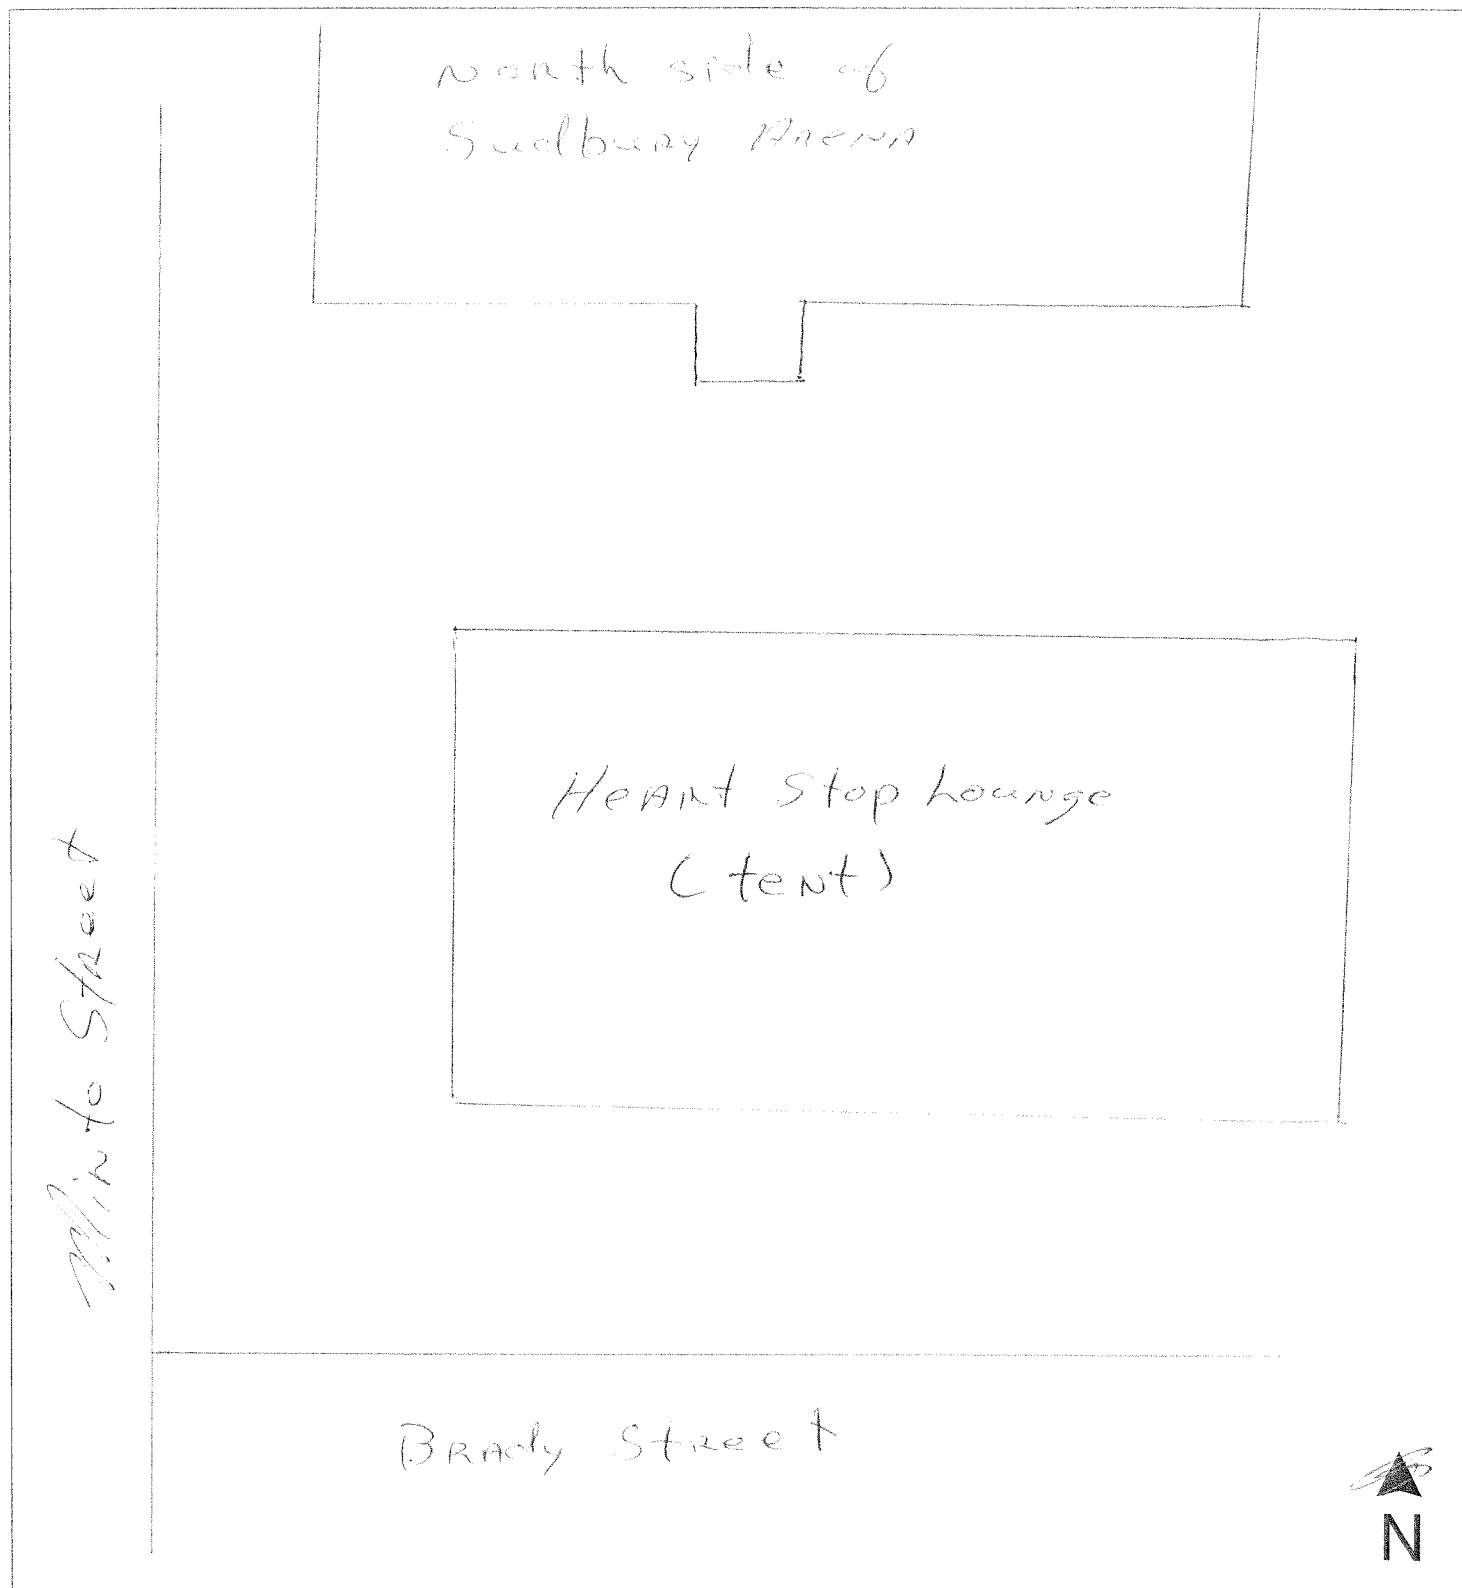 North side of
Sudbury Arena
Heart Stop Lounge
(tent)
Minto Street
Brady Street
N